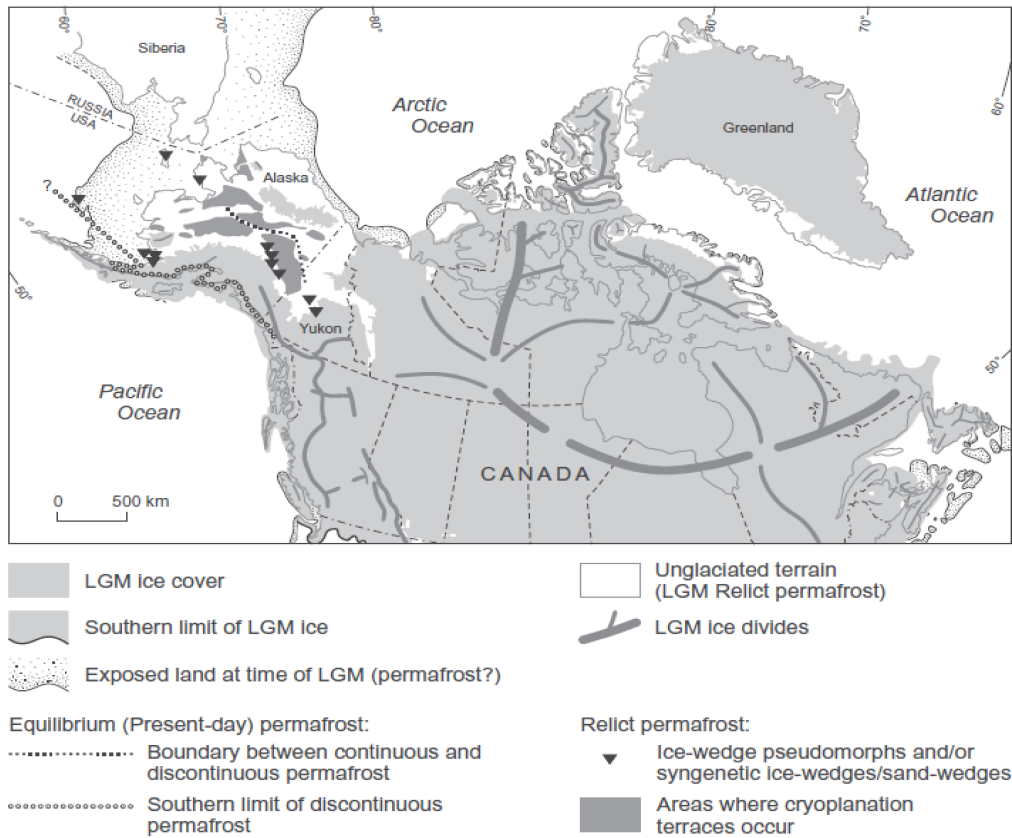 60°
70°
80°
80°
70°
60°
Siberia
RUSSIA
USA
Arctic
Ocean
Greenland
?
Alaska
Atlantic
Ocean
50°
Yukon
50°
Pacific
Ocean
CANADA
0 500 km
LGM ice cover
Southern limit of LGM ice
Exposed land at time of LGM (permafrost?)
Unglaciated terrain
(LGM Relict permafrost)
LGM ice divides
Equilibrium (Present-day) permafrost:
Boundary between continuous and
discontinuous permafrost
Southern limit of discontinuous
permafrost
Relict permafrost:
Ice-wedge pseudomorphs and/or
syngenetic ice-wedges/sand-wedges
Areas where cryoplanation
terraces occur